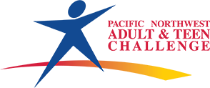 PACIFIC NORTHWEST
ADULT & TEEN
CHALLENGE